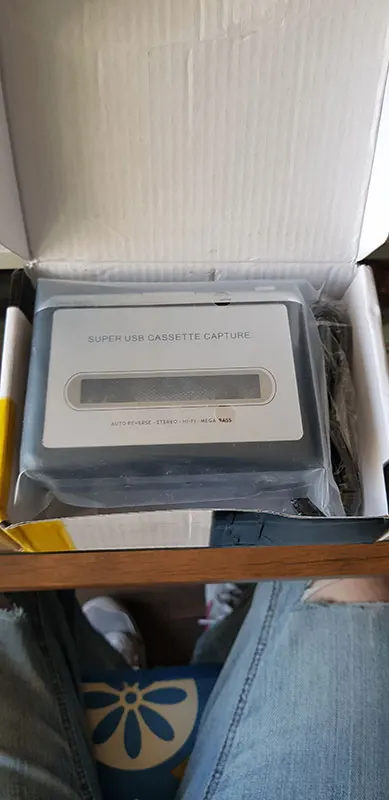 SUPER USB CASSETTE CAPTURE
AUTO REVERSE · STEREO · HI-FI · MEGA BASS